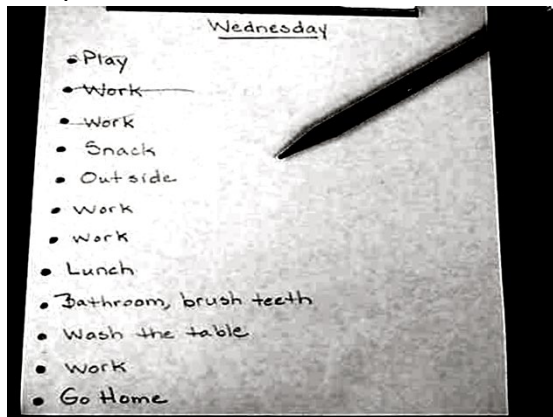 Wednesday
• Play
• Work
• Work
• Snack
• Outside
• Work
• Work
• Lunch
• Bathroom, brush teeth
• Wash the table
• Work
• Go Home